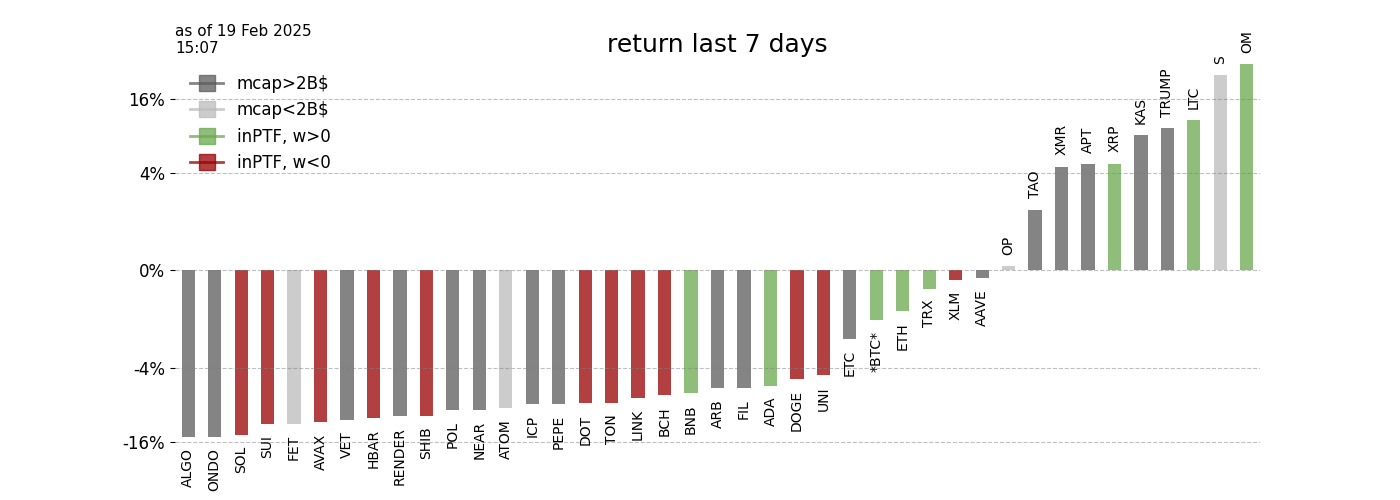 as of 19 Feb 2025
15:07
return last 7 days
mcap>2B$
mcap<2B$
inPTF, w>0
inPTF, w<0
16%
4%
0%
-4%
-16%
ALGO
ONDO
SOL
SUI
FET
AVAX
VET
HBAR
RENDER
SHIB
POL
NEAR
ATOM
ICP
PEPE
DOT
TON
LINK
BCH
BNB
ARB
FIL
ADA
DOGE
UNI
ETC
*BTC*
ETH
TRX
XLM
AAVE
OP
TAO
XMR
APT
XRP
KAS
TRUMP
LTC
S
OM